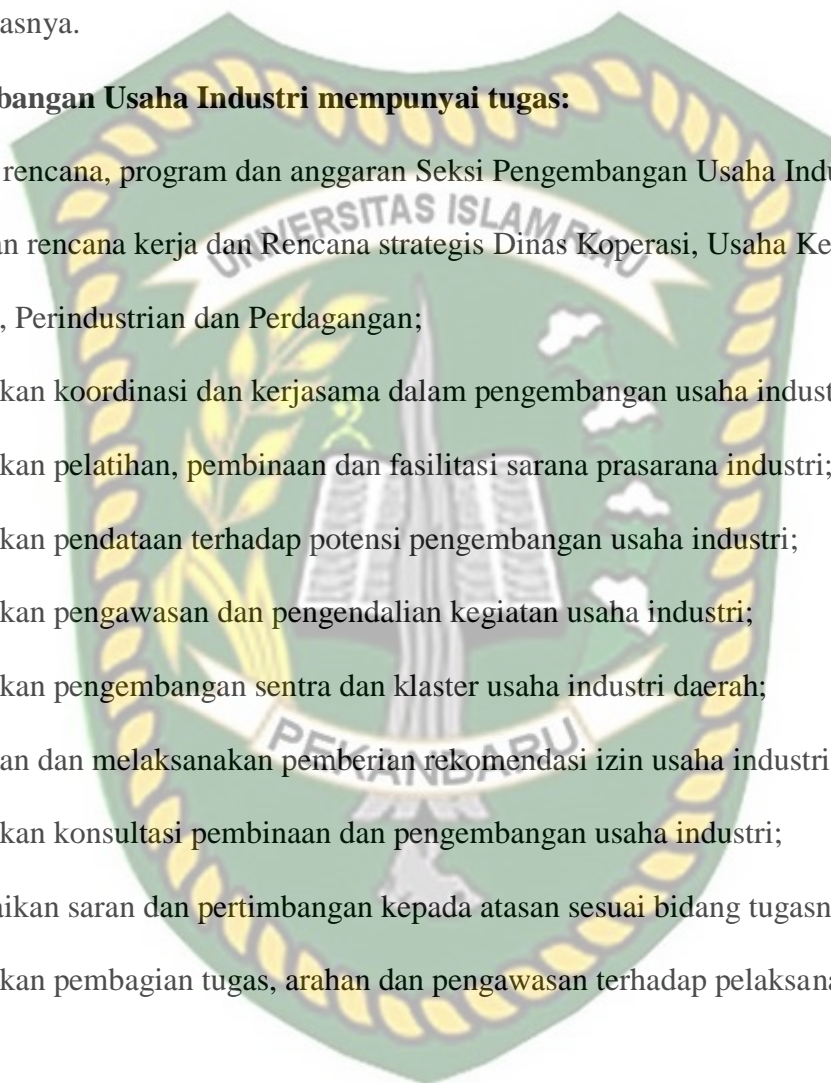 asnya.
bangan Usaha Industri mempunyai tugas:
rencana, program dan anggaran Seksi Pengembangan Usaha Indu
an rencana kerja dan Rencana strategis Dinas Koperasi, Usaha Ke
UNIVERSITAS ISLAM RIAU
, Perindustrian dan Perdagangan;
kan koordinasi dan kerjasama dalam pengembangan usaha indust
kan pelatihan, pembinaan dan fasilitasi sarana prasarana industri;
kan pendataan terhadap potensi pengembangan usaha industri;
kan pengawasan dan pengendalian kegiatan usaha industri;
kan pengembangan sentra dan klaster usaha industri daerah;
an dan melaksanakan pemberian rekomendasi izin usaha industri
PEKANBARU
kan konsultasi pembinaan dan pengembangan usaha industri;
aikan saran dan pertimbangan kepada atasan sesuai bidang tugasn
kan pembagian tugas, arahan dan pengawasan terhadap pelaksana